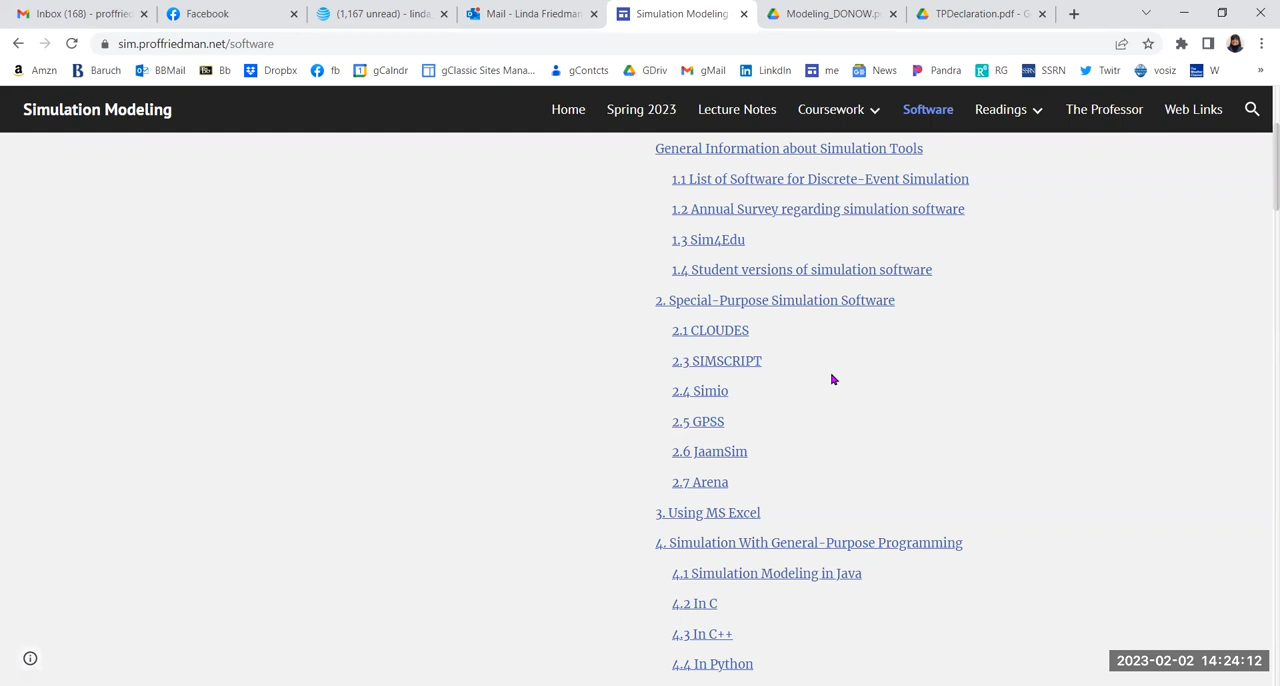 Inbox (168) - proffried
Facebook
(1,167 unread) - linda
Mail - Linda Friedman
Simulation Modeling
Modeling_DONOW.p
TPDeclaration.pdf - G
sim.proffriedman.net/software
Amzn
Baruch
BBMail
Bb
Dropbx
fb
gCalndr
gClassic Sites Mana...
gContcts
GDriv
gMail
LinkdIn
me
News
Pandra
RG
SSRN
Twitr
vosiz
W
»
Simulation Modeling
Home
Spring 2023
Lecture Notes
Coursework
Software
Readings
The Professor
Web Links
General Information about Simulation Tools
1.1 List of Software for Discrete-Event Simulation
1.2 Annual Survey regarding simulation software
1.3 Sim4Edu
1.4 Student versions of simulation software
2. Special-Purpose Simulation Software
2.1 CLOUDES
2.3 SIMSCRIPT
2.4 Simio
2.5 GPSS
2.6 JaamSim
2.7 Arena
3. Using MS Excel
4. Simulation With General-Purpose Programming
4.1 Simulation Modeling in Java
4.2 In C
4.3 In C++
4.4 In Python
2023-02-02 14:24:12